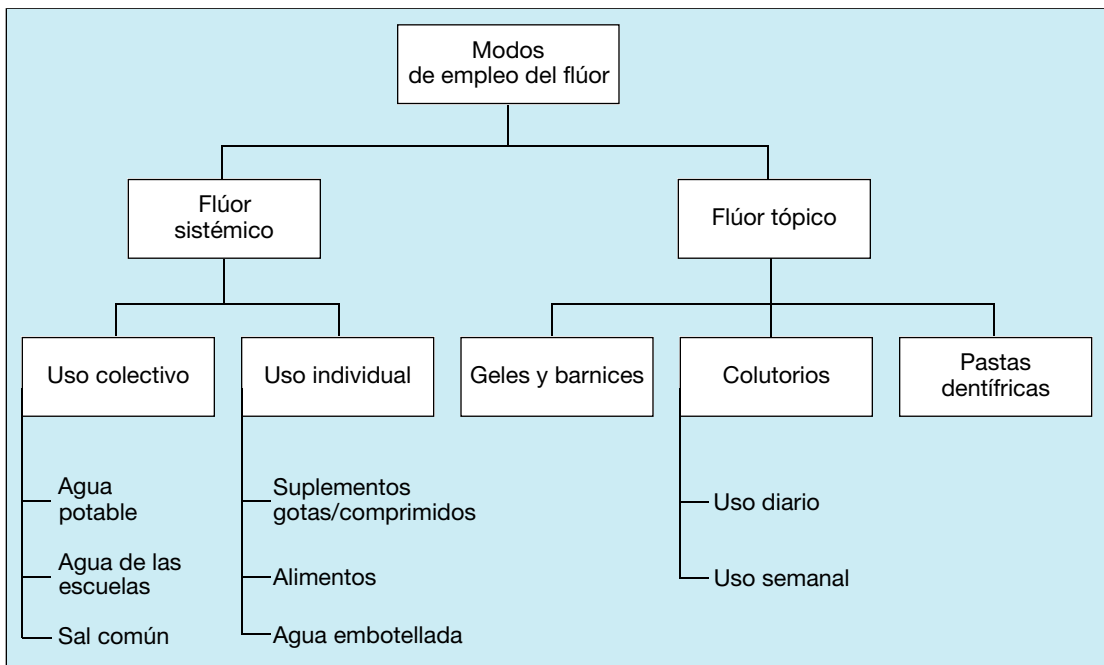 Modos
de empleo del flúor
Flúor
sistémico
Flúor tópico
Uso colectivo
Uso individual
Geles y barnices
Colutorios
Pastas
dentífricas
Agua
potable
Agua de las
escuelas
Sal común
Suplementos
gotas/comprimidos
Alimentos
Agua embotellada
Uso diario
Uso semanal